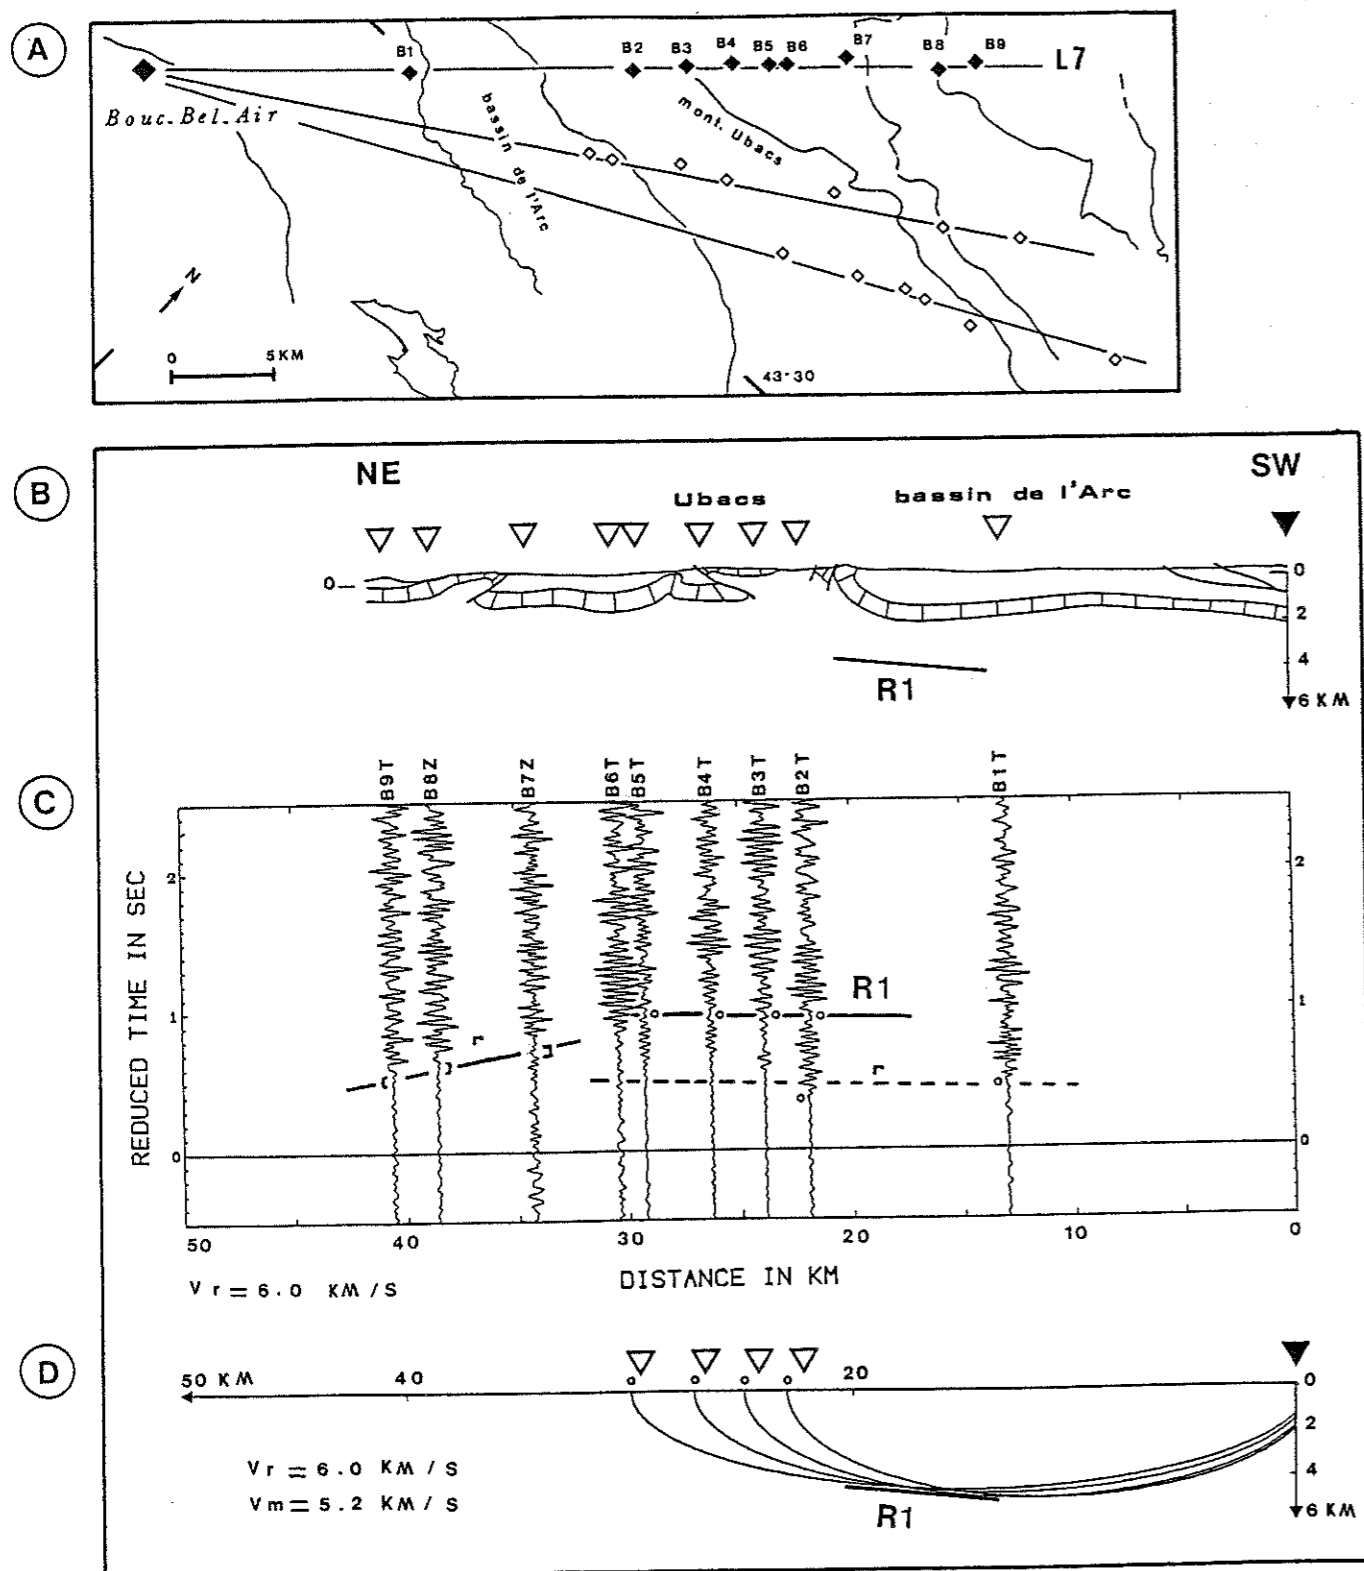 A
B1
B2
B3
B4
B5
B6
B7
B8
B9
L7
Bouc_Bel_Air
bassin
de
l'Arc
mont. Ubacs
N
0
5KM
43-30
B
NE
SW
Ubacs
bassin de l'Arc
0
0
2
4
6 KM
R1
C
B9T
B8Z
B7Z
B6T
B5T
B4T
B3T
B2T
B1T
REDUCED TIME IN SEC
2
1
0
2
1
0
R1
r
r
50
40
30
20
10
0
DISTANCE IN KM
Vr = 6.0 KM/S
D
50 KM
40
20
0
2
4
6 KM
Vr = 6.0 KM/S
Vm = 5.2 KM/S
R1